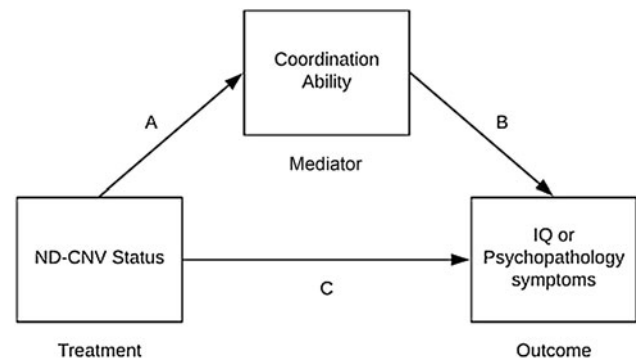 Coordination
Ability
A
B
Mediator
ND-CNV Status
IQ or
Psychopathology
symptoms
C
Treatment
Outcome